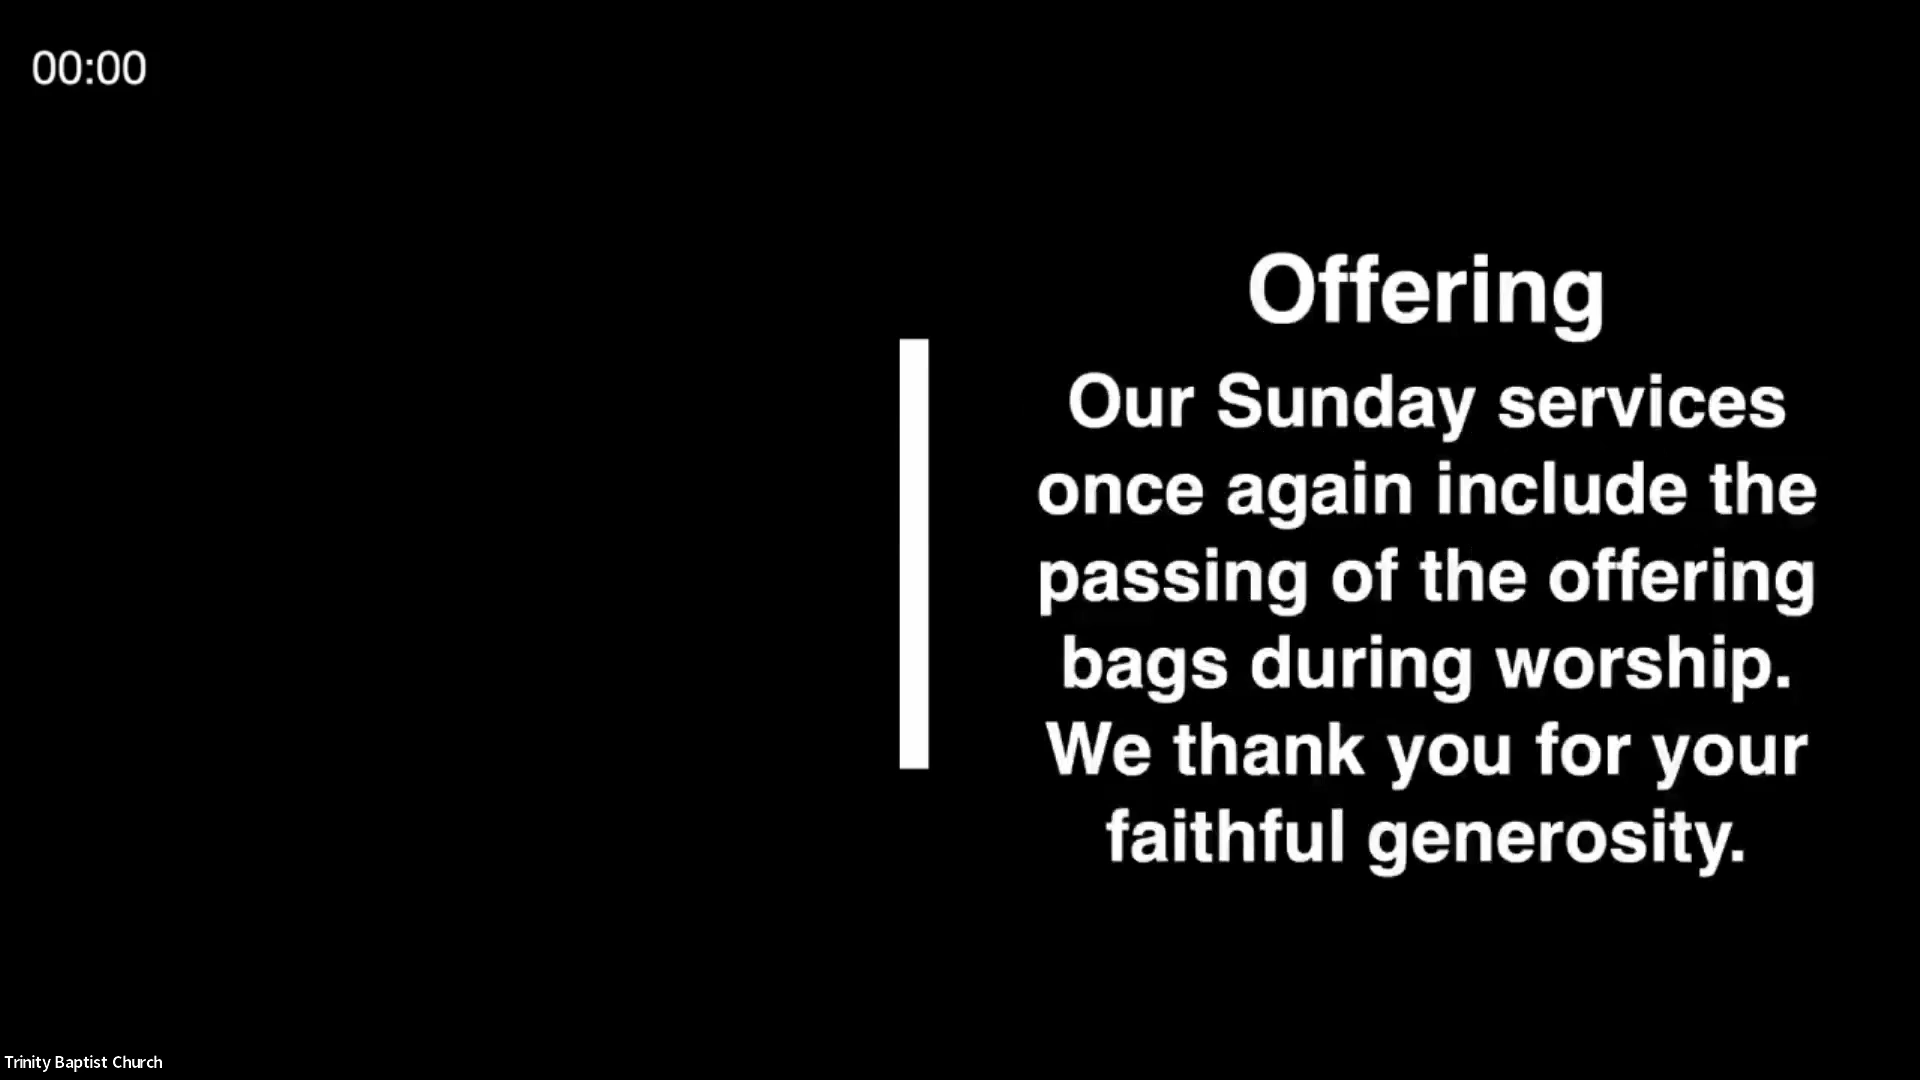 00:00
Offering
Our Sunday services
once again include the
passing of the offering
bags during worship.
We thank you for your
faithful generosity.
Trinity Baptist Church